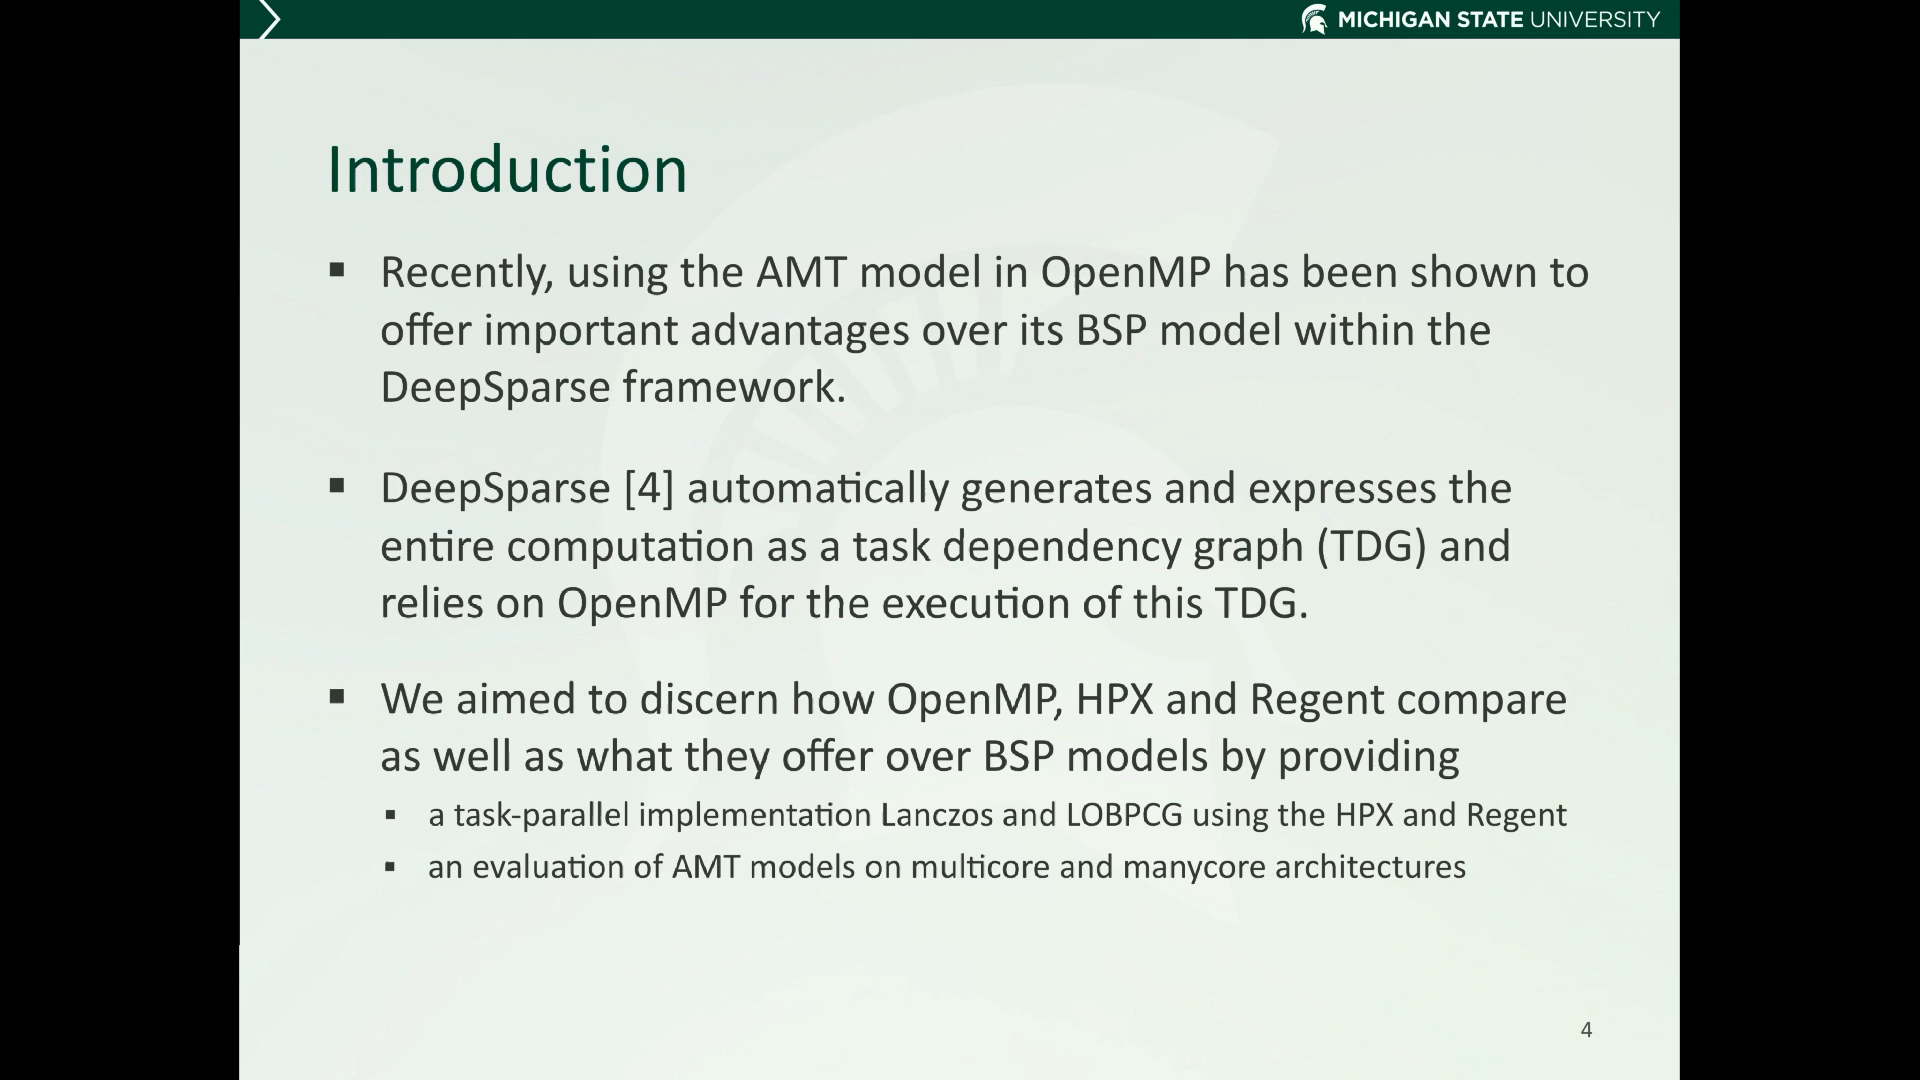 MICHIGAN STATE UNIVERSITY
Introduction
▪ Recently, using the AMT model in OpenMP has been shown to
offer important advantages over its BSP model within the
DeepSparse framework.
▪ DeepSparse [4] automatically generates and expresses the
entire computation as a task dependency graph (TDG) and
relies on OpenMP for the execution of this TDG.
▪ We aimed to discern how OpenMP, HPX and Regent compare
as well as what they offer over BSP models by providing
▪ a task-parallel implementation Lanczos and LOBPCG using the HPX and Regent
▪ an evaluation of AMT models on multicore and manycore architectures
4